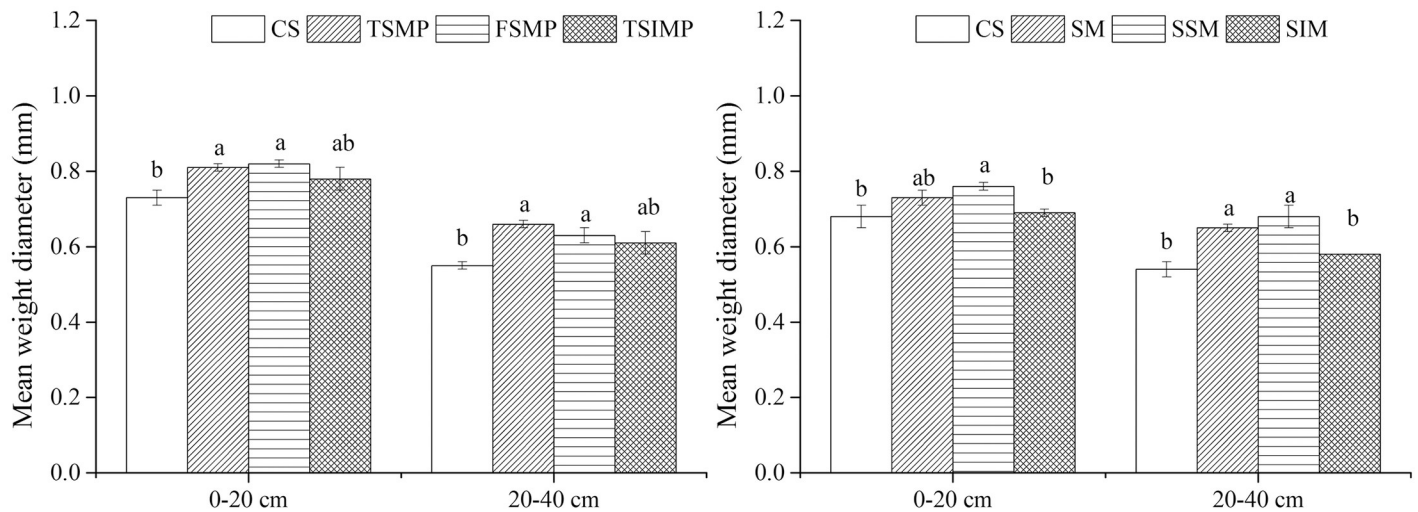 Mean weight diameter (mm)
1.2
1.0
0.8
0.6
0.4
0.2
0.0
CS TSMP FSMP TSIMP
b a a ab
b a a ab
0-20 cm 20-40 cm
Mean weight diameter (mm)
1.2
1.0
0.8
0.6
0.4
0.2
0.0
CS SM SSM SIM
b ab a b
b a a b
0-20 cm 20-40 cm